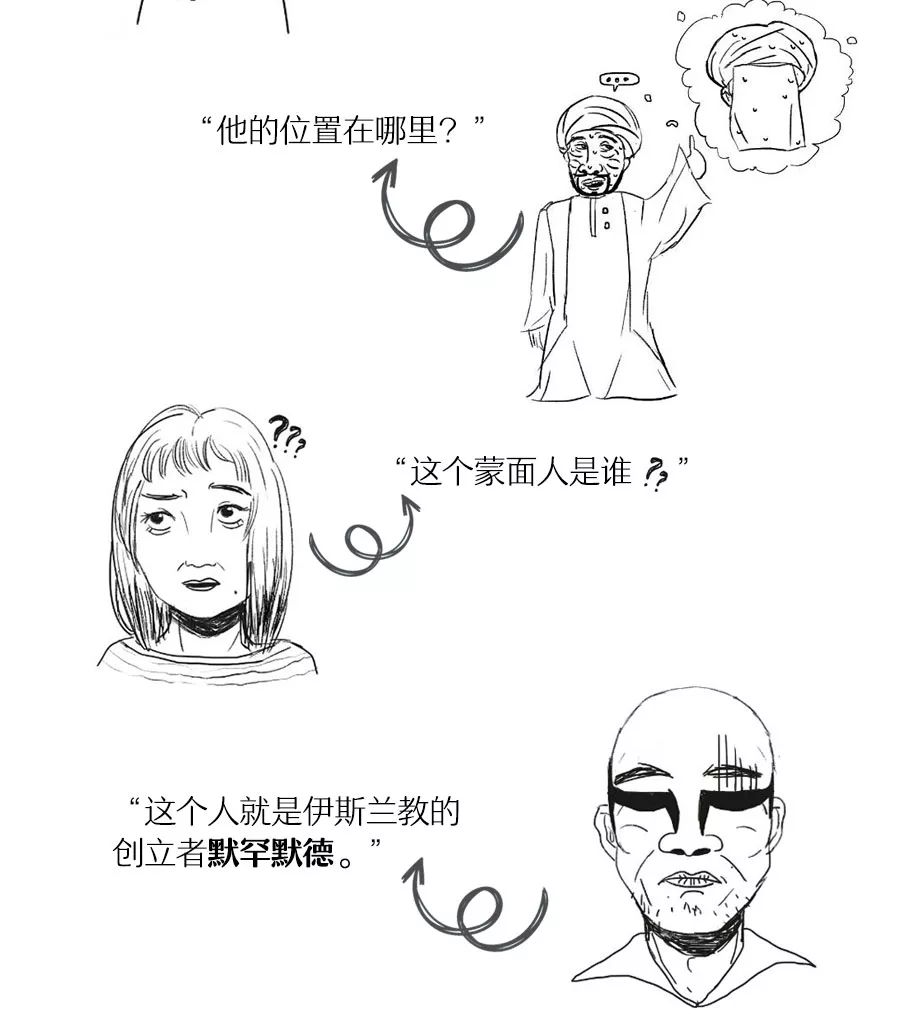 “他的位置在哪里？”
???
“这个蒙面人是谁??”
“这个人就是伊斯兰教的
创立者默罕默德。”